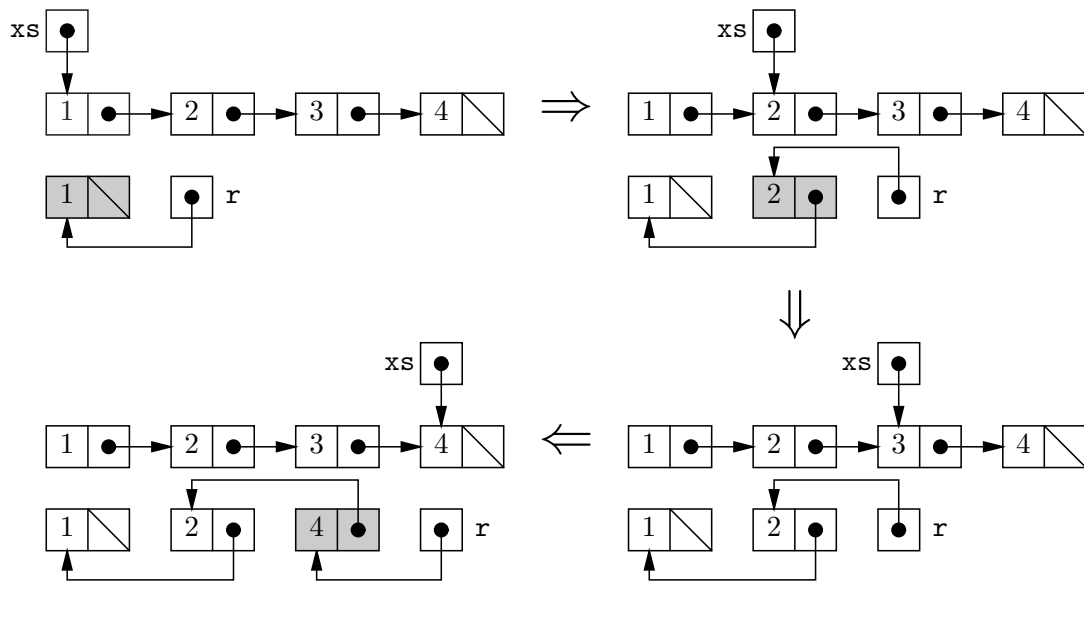 xs xs
1 2 3 4 ⇒ 1 2 3 4
1 r 1 2 r
⇓
xs xs
1 2 3 4 ⇐ 1 2 3 4
1 2 4 r 1 2 r